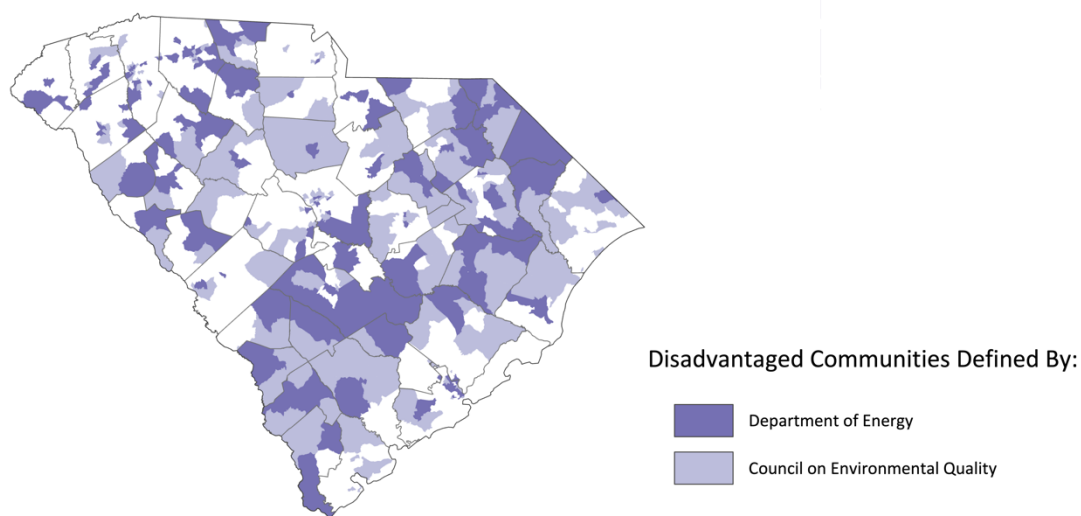 Disadvantaged Communities Defined By:
Department of Energy
Council on Environmental Quality